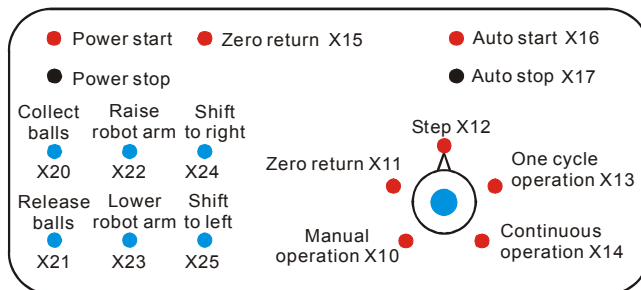 Power start
Zero return X15
Auto start X16
Power stop
Auto stop X17
Collect
balls
X20
Raise
robot arm
X22
Shift
to right
X24
Step X12
Zero return X11
One cycle
operation X13
Release
balls
X21
Lower
robot arm
X23
Shift
to left
X25
Manual
operation X10
Continuous
operation X14